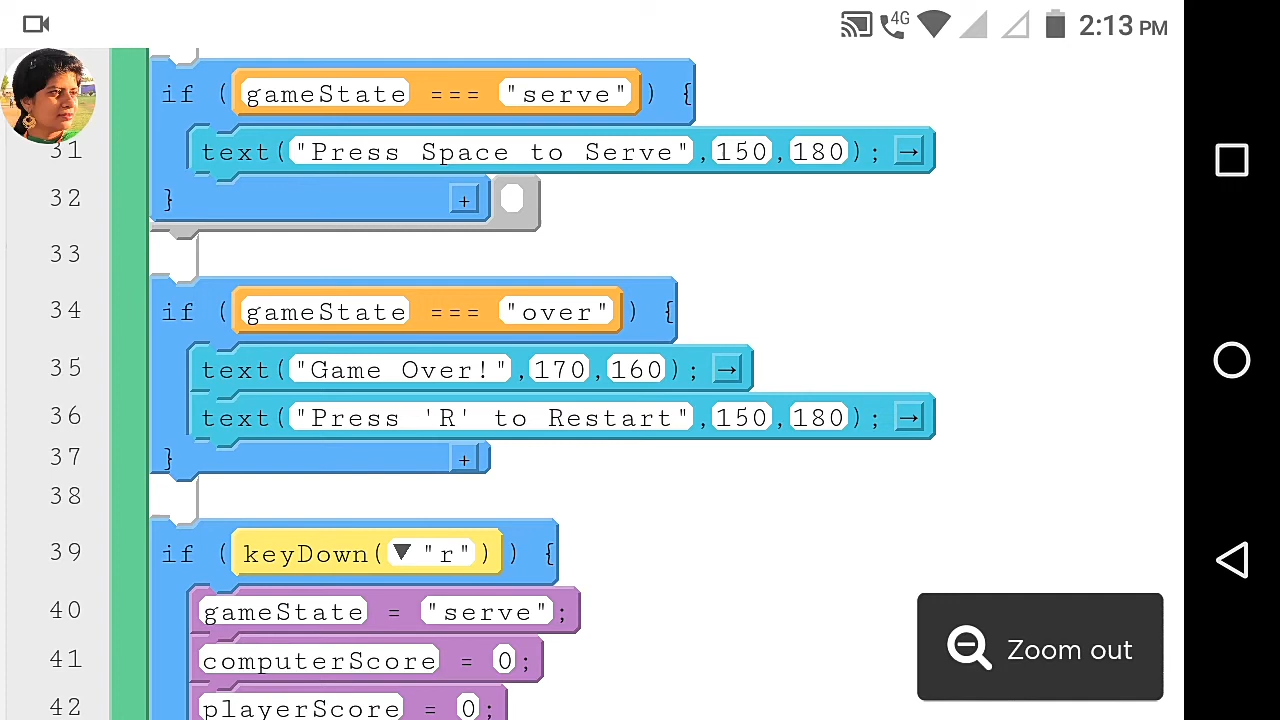 4G 2:13 PM
if ( gameState === "serve" ) {
31 text("Press Space to Serve",150,180); →
32 } +
33
34 if ( gameState === "over" ) {
35 text("Game Over!",170,160); →
36 text("Press 'R' to Restart",150,180); →
37 } +
38
39 if ( keyDown(▼ "r") ) {
40 gameState = "serve";
41 computerScore = 0;
42 playerScore = 0;
Zoom out